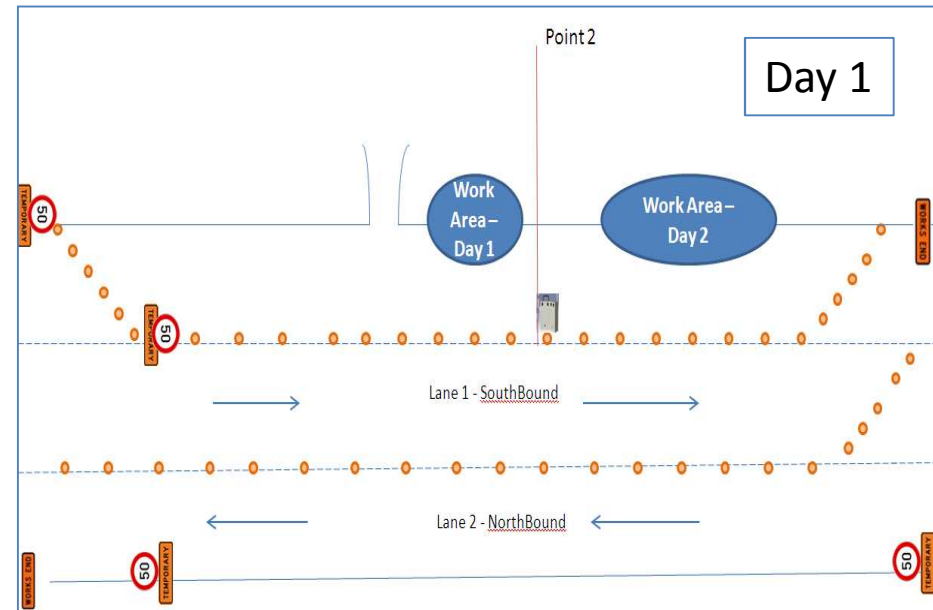 Point 2
Day 1
Work
Area –
Day 1
Work Area –
Day 2
TEMPORARY
50
WORKS END
TEMPORARY
50
Lane 1 - SouthBound
Lane 2 - NorthBound
WORKS END
50
TEMPORARY
50
TEMPORARY